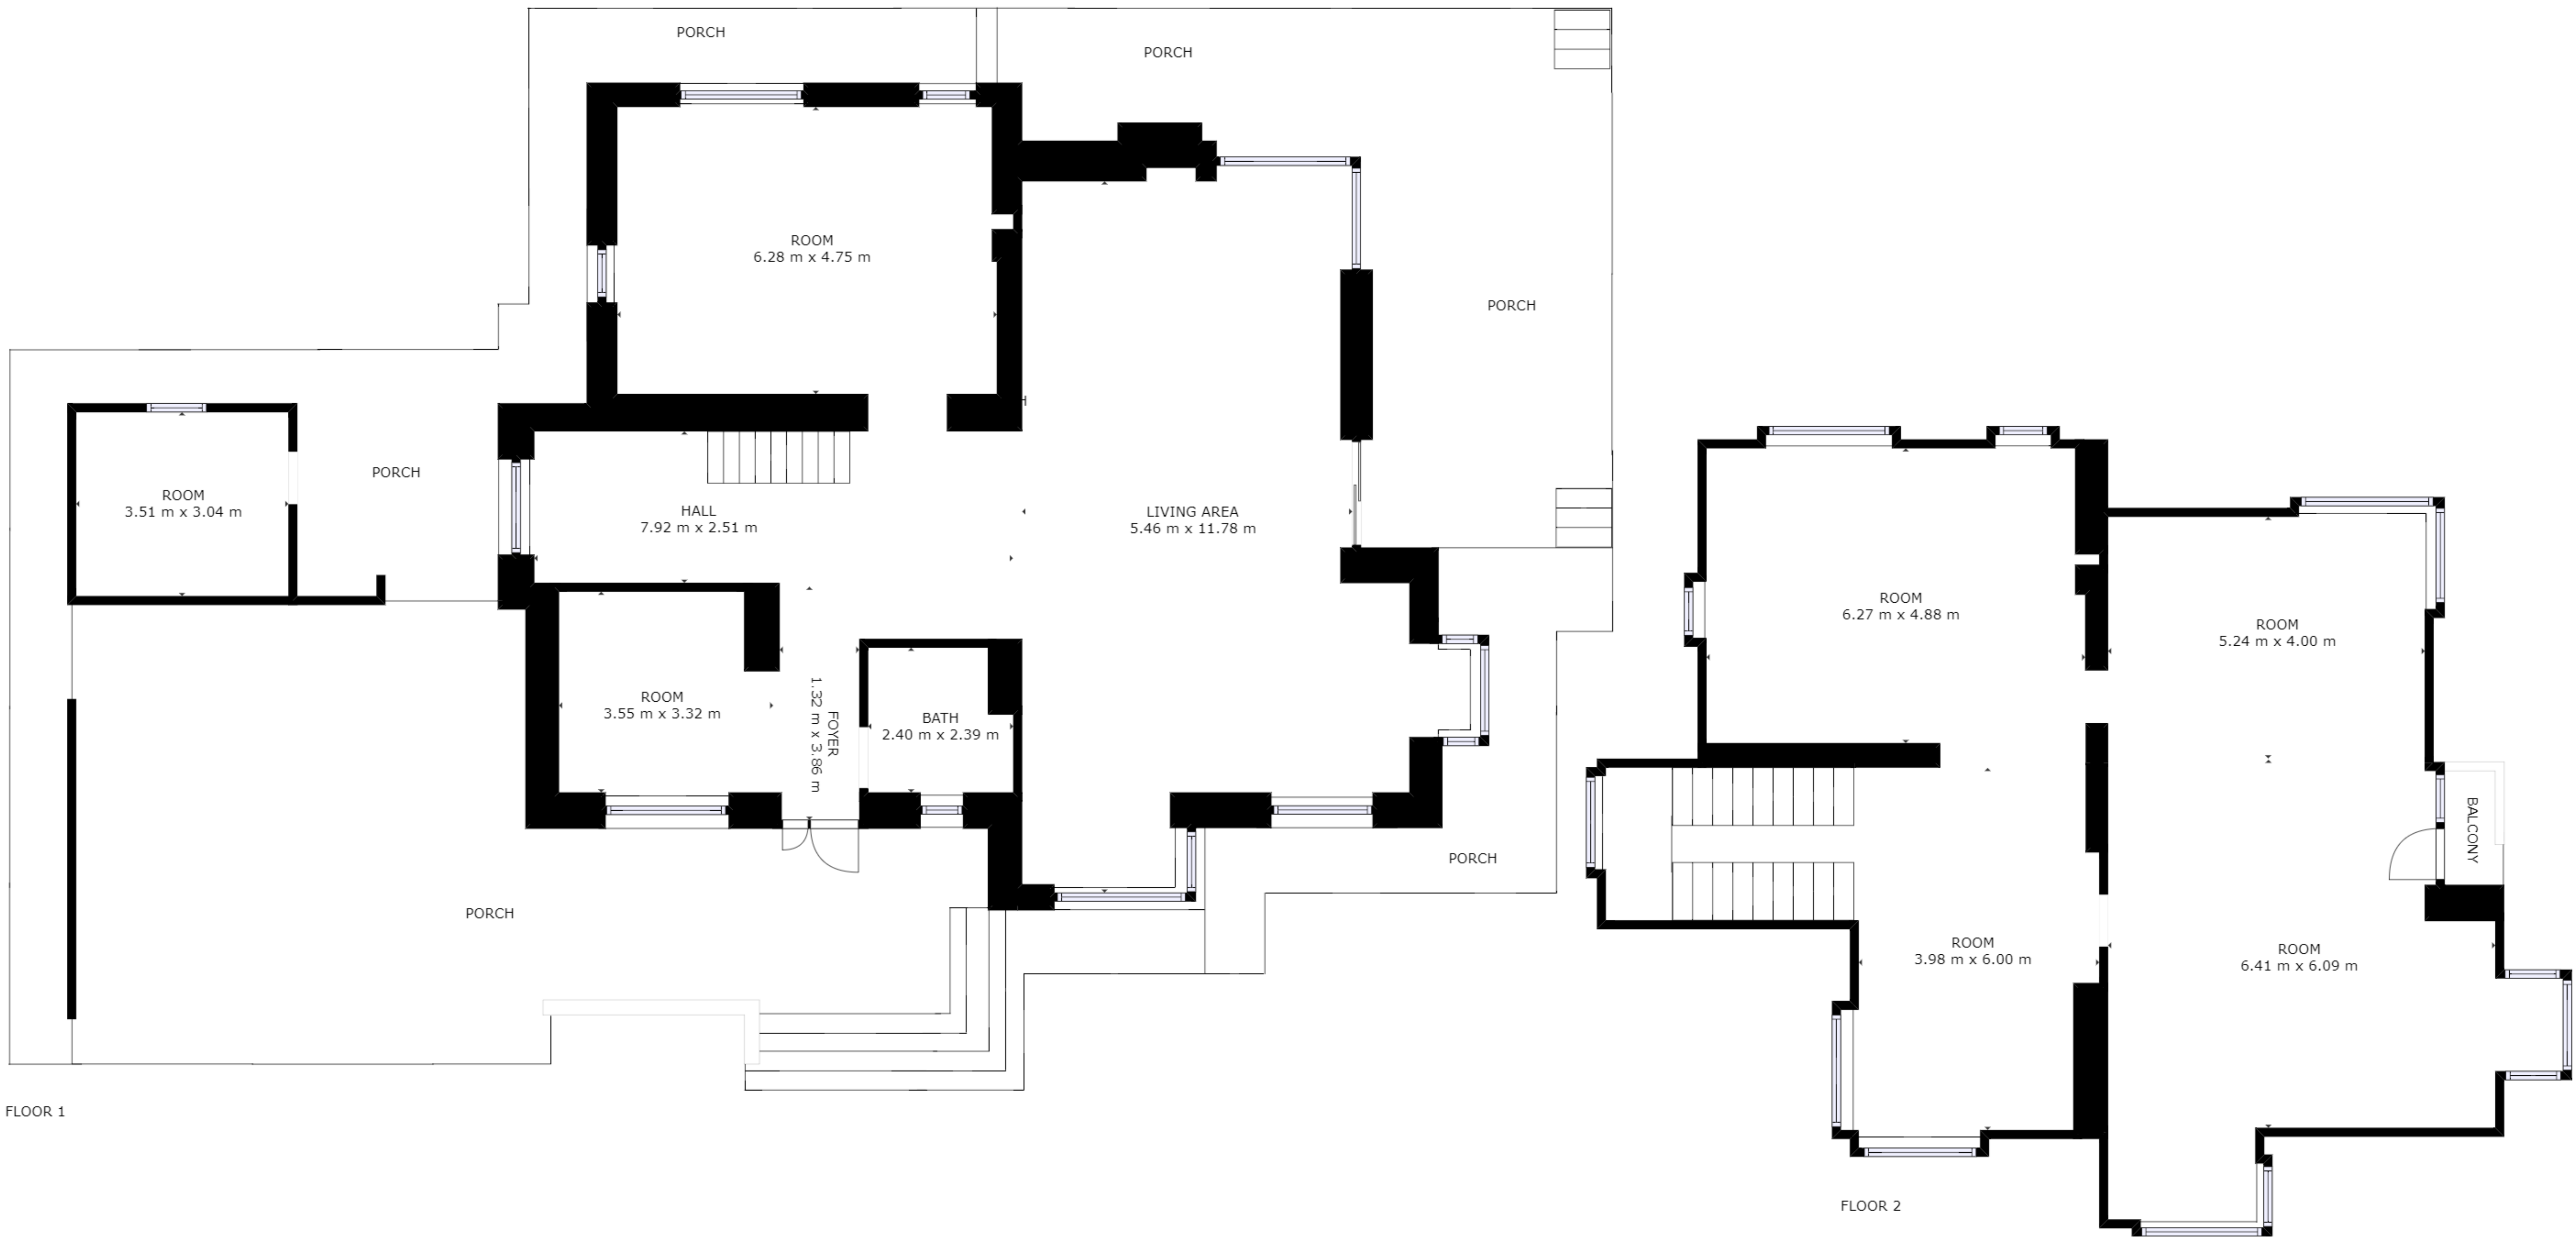 PORCH
PORCH
ROOM
6.28 m x 4.75 m
PORCH
PORCH
ROOM
3.51 m x 3.04 m
HALL
7.92 m x 2.51 m
LIVING AREA
5.46 m x 11.78 m
ROOM
3.55 m x 3.32 m
FOYER
1.32 m x 3.86 m
BATH
2.40 m x 2.39 m
PORCH
PORCH
FLOOR 1
ROOM
6.27 m x 4.88 m
ROOM
5.24 m x 4.00 m
BALCONY
ROOM
3.98 m x 6.00 m
ROOM
6.41 m x 6.09 m
FLOOR 2